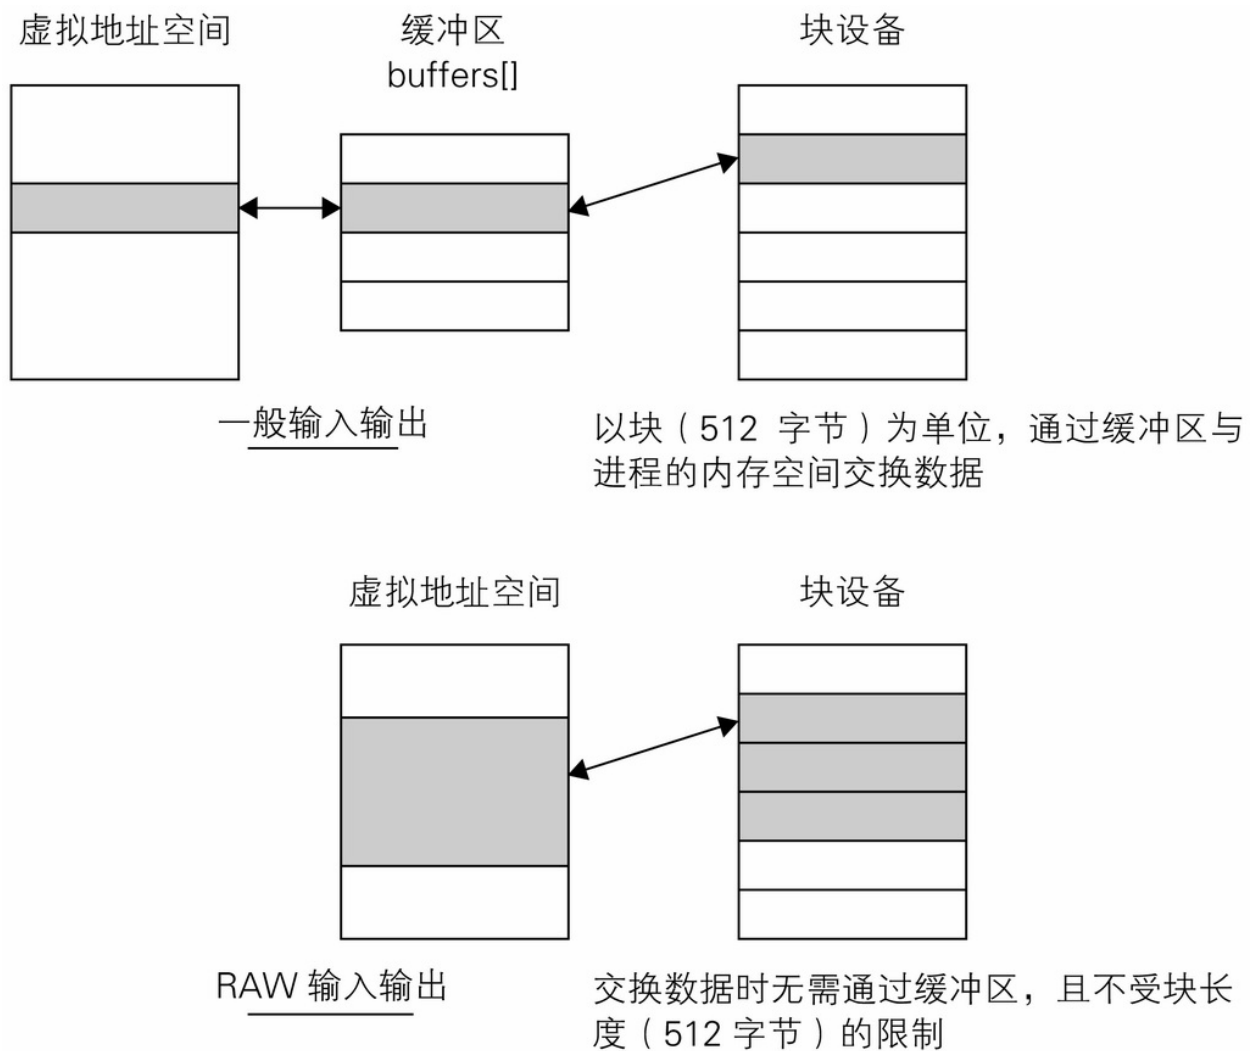 虚拟地址空间
缓冲区
buffers[]
块设备
一般输入输出
以块（512 字节）为单位，通过缓冲区与
进程的内存空间交换数据
虚拟地址空间
块设备
RAW 输入输出
交换数据时无需通过缓冲区，且不受块长
度（512 字节）的限制